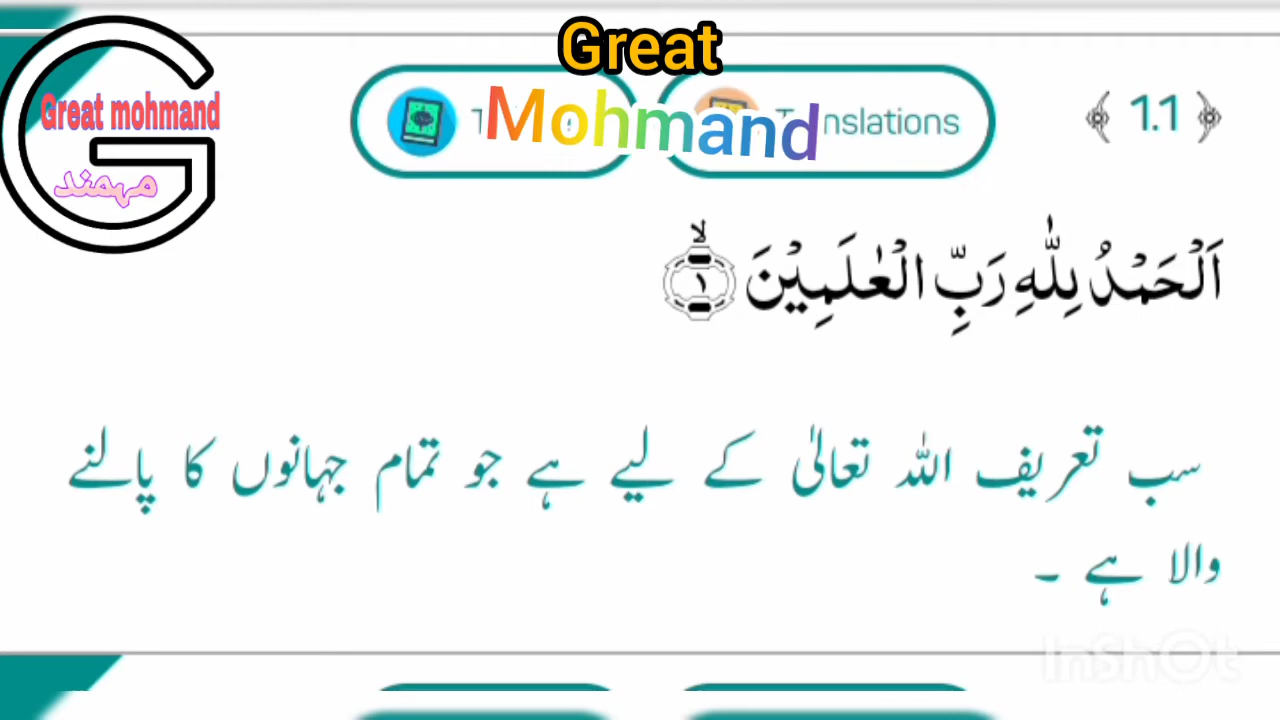 Great
Mohmand
Great mohmand
مہمند
nslations
1.1
اَلْحَمْدُ لِلّٰهِ رَبِّ الْعٰلَمِیْنَ ۙ﴿۱﴾
سب تعریف اللہ تعالیٰ کے لیے ہے جو تمام جہانوں کا پالنے
والا ہے ۔
InShOt